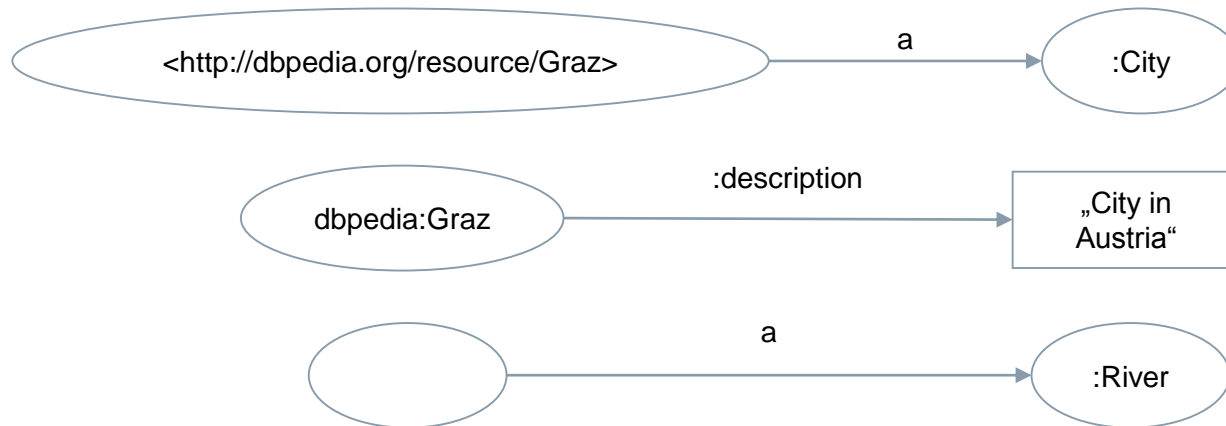 a
<http://dbpedia.org/resource/Graz>
:City
:description
dbpedia:Graz
„City in
Austria“
a
:River